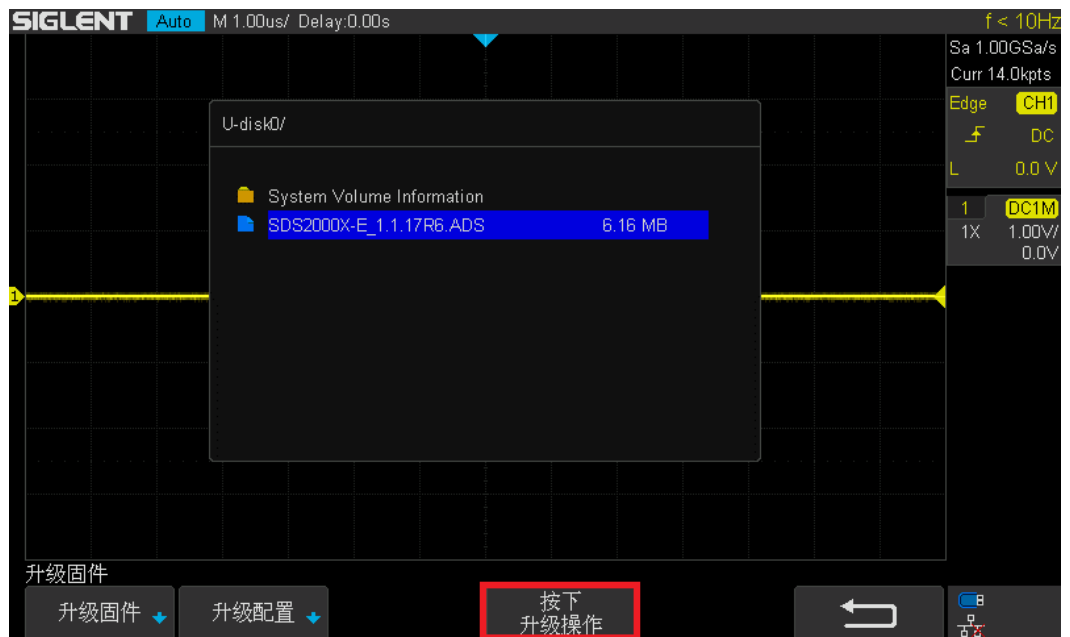 SIGLENT Auto M 1.00us/ Delay:0.00s f < 10Hz
Sa 1.00GSa/s
Curr 14.0kpts
Edge CH1
DC
L 0.0 V
1 DC1M
1X 1.00V/
0.0V
U-disk0/
System Volume Information
SDS2000X-E_1.1.17R6.ADS 6.16 MB
1
升级固件
升级固件 升级配置 按下
升级操作